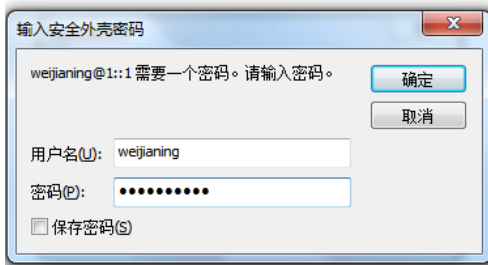 输入安全外壳密码
weijianing@1::1 需要一个密码。请输入密码。
确定
取消
用户名(U): weijianing
密码(P): ••••••••••
保存密码(S)